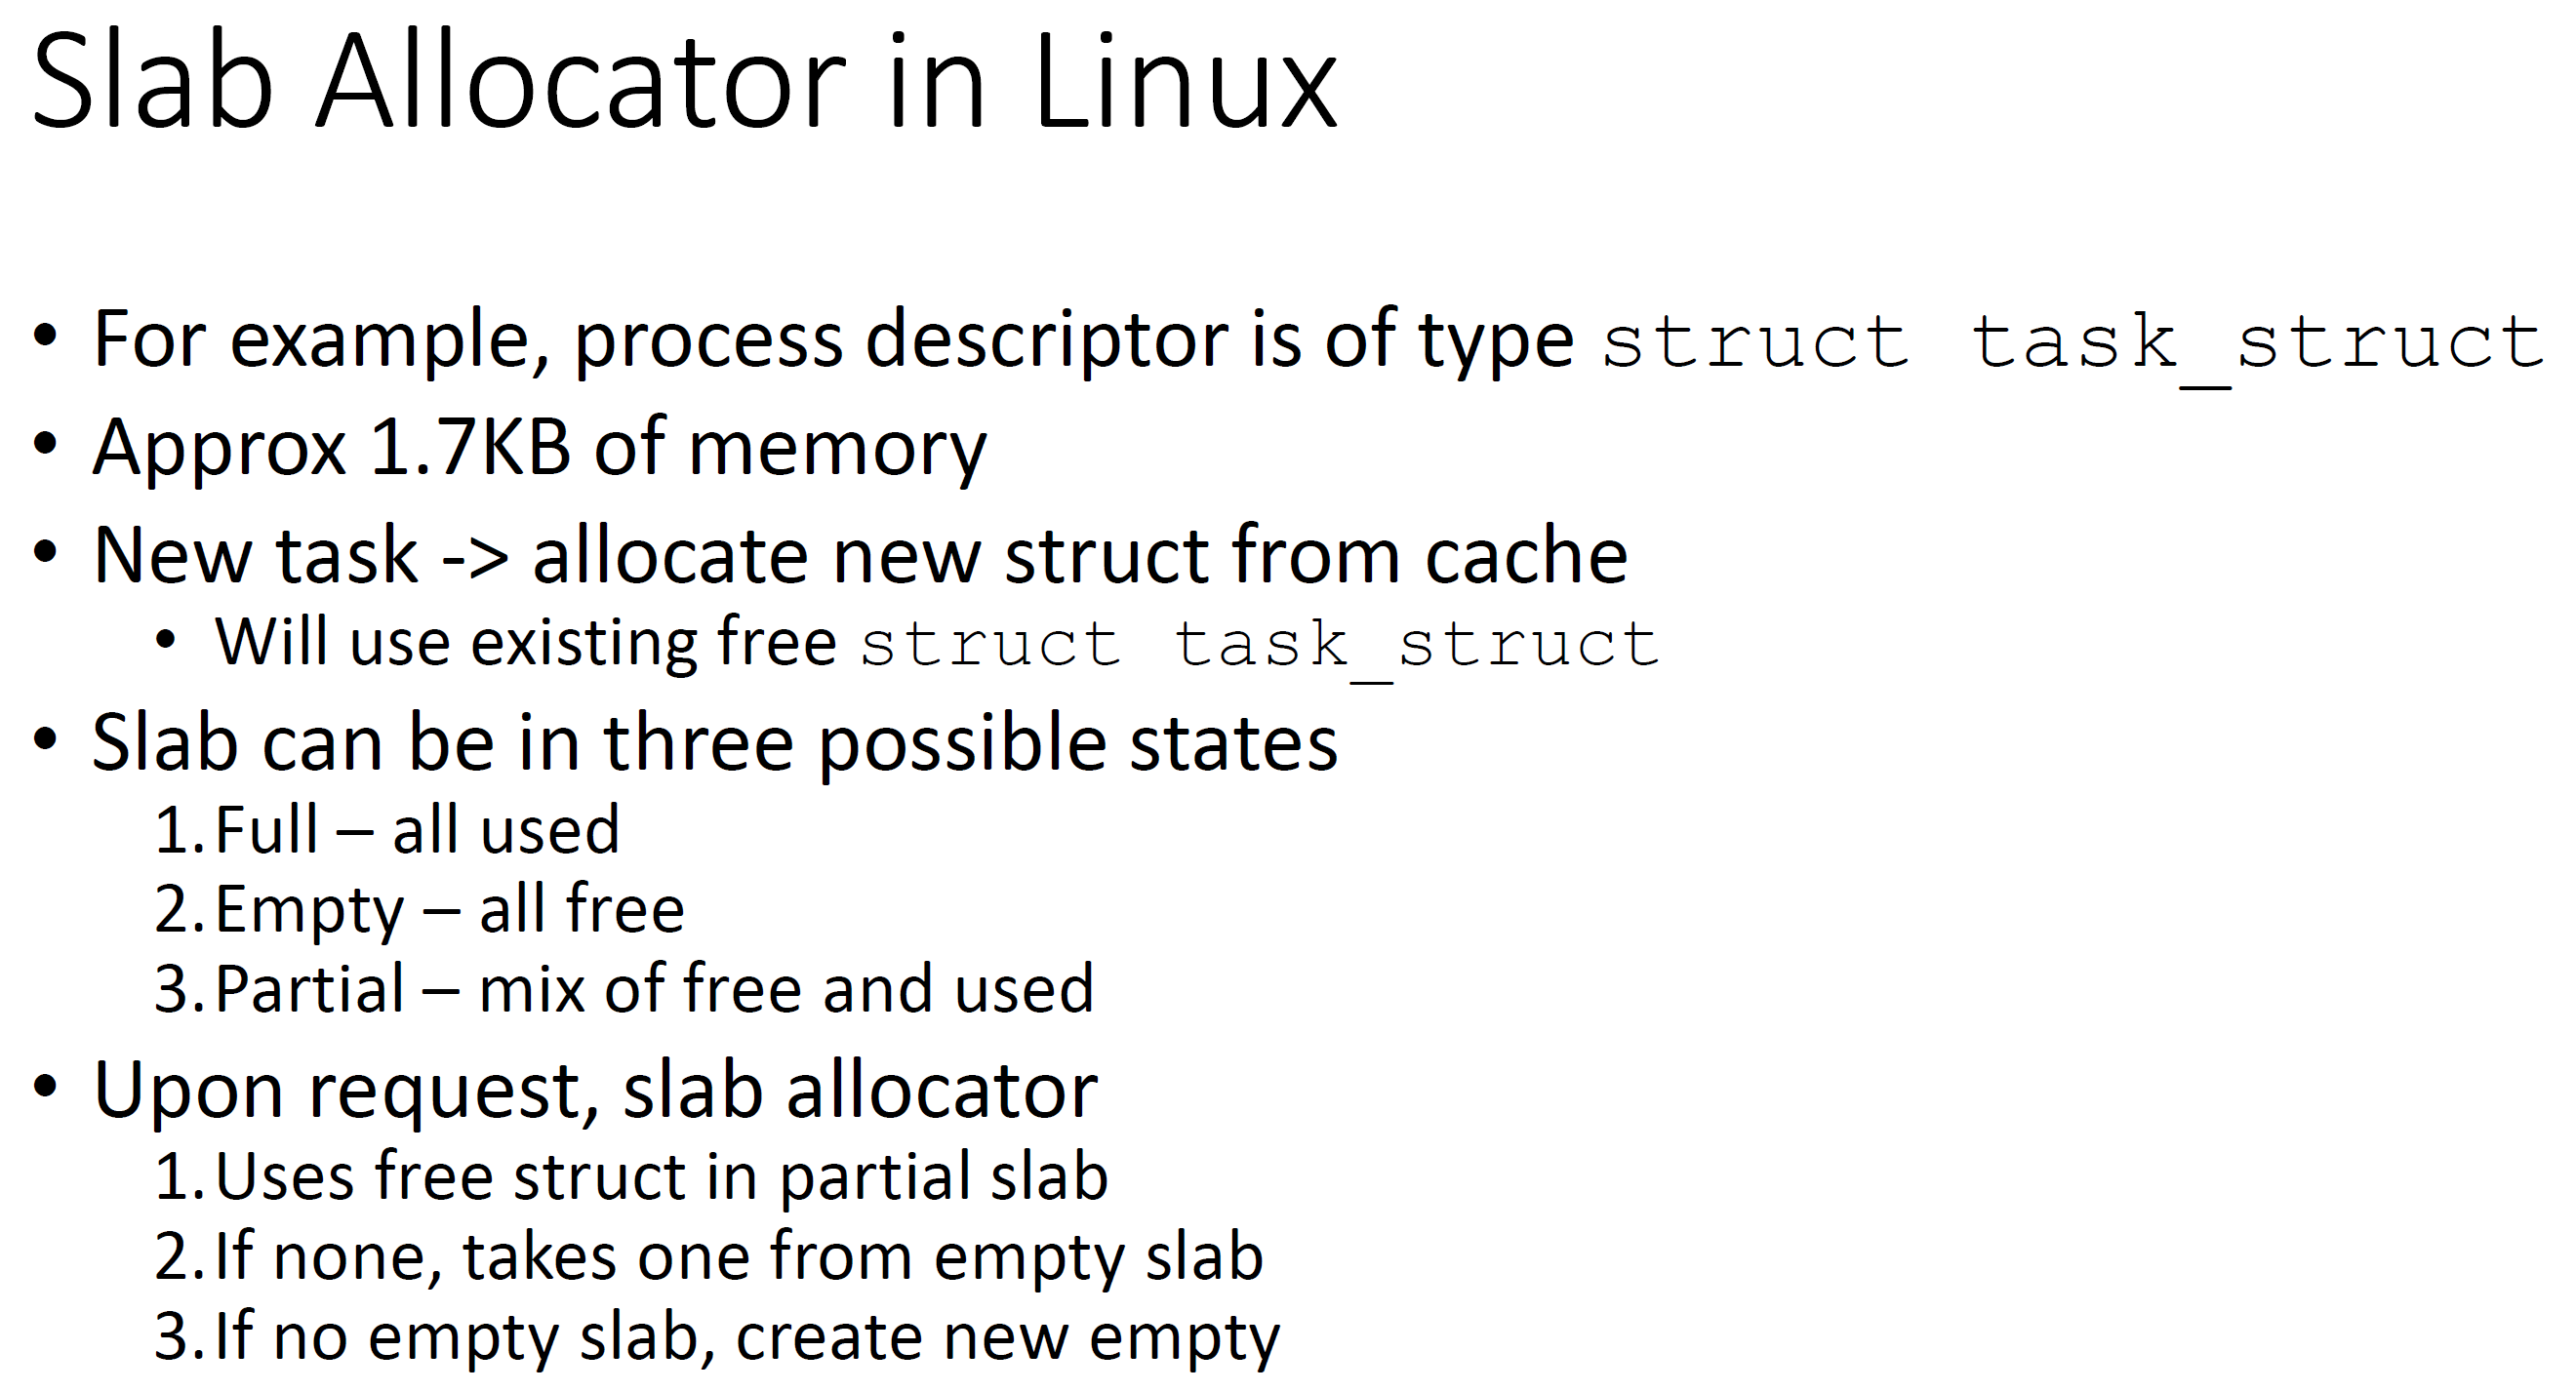 Slab Allocator in Linux
• For example, process descriptor is of type struct task_struct
• Approx 1.7KB of memory
• New task -> allocate new struct from cache
• Will use existing free struct task_struct
• Slab can be in three possible states
1. Full – all used
2. Empty – all free
3. Partial – mix of free and used
• Upon request, slab allocator
1. Uses free struct in partial slab
2. If none, takes one from empty slab
3. If no empty slab, create new empty